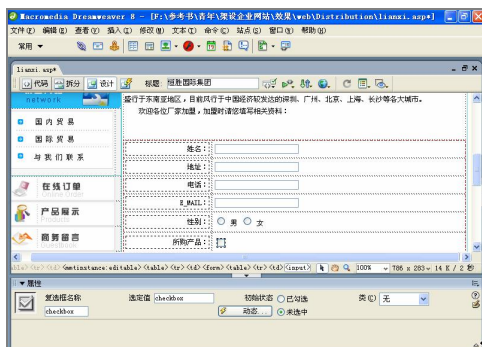 Macromedia Dreamweaver 8 - [F:\参考书\青年\架设企业网站\效果\web\Distribution\lianxi.asp*]
文件(F) 编辑(E) 查看(V) 插入(I) 修改(M) 文本(T) 命令(C) 站点(S) 窗口(W) 帮助(H)
常用
lianxi.asp*
代码 拆分 设计 标题: 恒胜国际集团
network
盛行于东南亚地区，目前风行于中国经济较发达的深圳、广州、北京、上海、长沙等各大城市。
欢迎各位厂家加盟，加盟时请您填写相关资料：
国内贸易
国际贸易
与我们联系
在线订单
产品展示
商务留言
姓名：
地址：
电话：
E_MAIL：
性别： 男 女
所购产品：
<tr><td><mmtinstance:editable><table><tr><td><form><table><tr><td><input>
100%
786 x 283 14 K / 2 秒
属性
复选框名称
checkbox
选定值 checkbox
初始状态 已勾选
未选中
动态...
类(C) 无